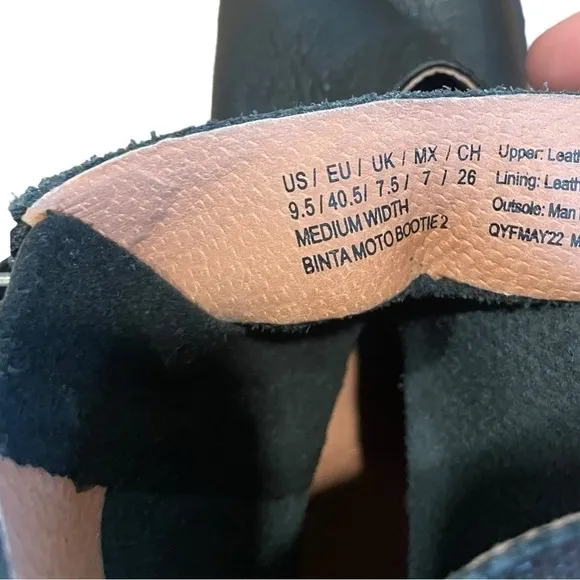 US / EU / UK / MX / CH
9.5/ 40.5/ 7.5 / 7 / 26
MEDIUM WIDTH
BINTA MOTO BOOTIE 2
Upper: Leath
Lining: Leath
Outsole: Man
QYFMAY22 M